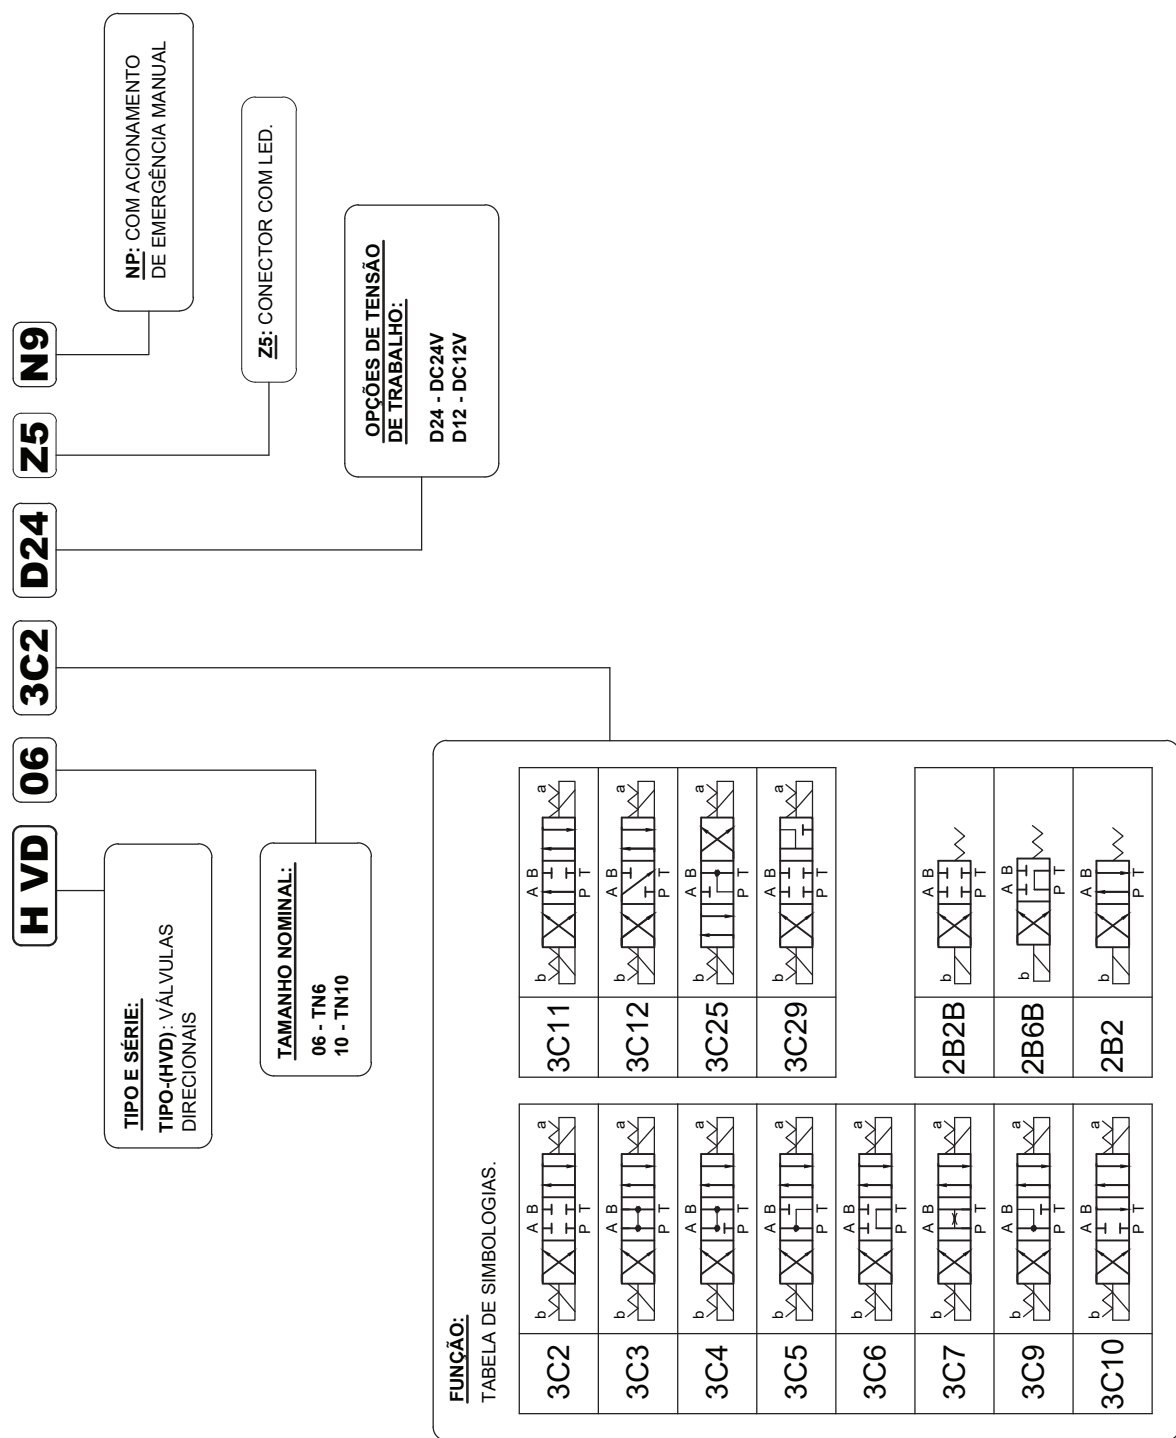 H VD 06 3C2 D24 Z5 N9
TIPO E SÉRIE:
TIPO-(HVD): VÁLVULAS
DIRECIONAIS
TAMANHO NOMINAL:
06 - TN6
10 - TN10
NP: COM ACIONAMENTO
DE EMERGÊNCIA MANUAL
Z5: CONECTOR COM LED.
OPÇÕES DE TENSÃO
DE TRABALHO:
D24 - DC24V
D12 - DC12V
FUNÇÃO:
TABELA DE SIMBOLOGIAS.
3C2 b A B P T a
3C3 b A B P T a
3C4 b A B P T a
3C5 b A B P T a
3C6 b A B P T a
3C7 b A B P T a
3C9 b A B P T a
3C10 b A B P T a
3C11 b A B P T a
3C12 b A B P T a
3C25 b A B P T a
3C29 b A B P T a
2B2B b A B P T
2B6B b A B P T
2B2 b A B P T